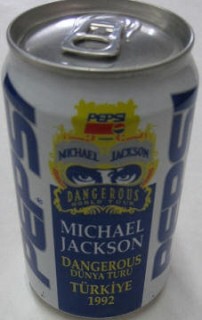 PEPSI
MICHAEL JACKSON
DANGEROUS
WORLD TOUR
MICHAEL
JACKSON
DANGEROUS
DÜNYA TURU
TÜRKİYE
1992
PEPSI
PEPSI